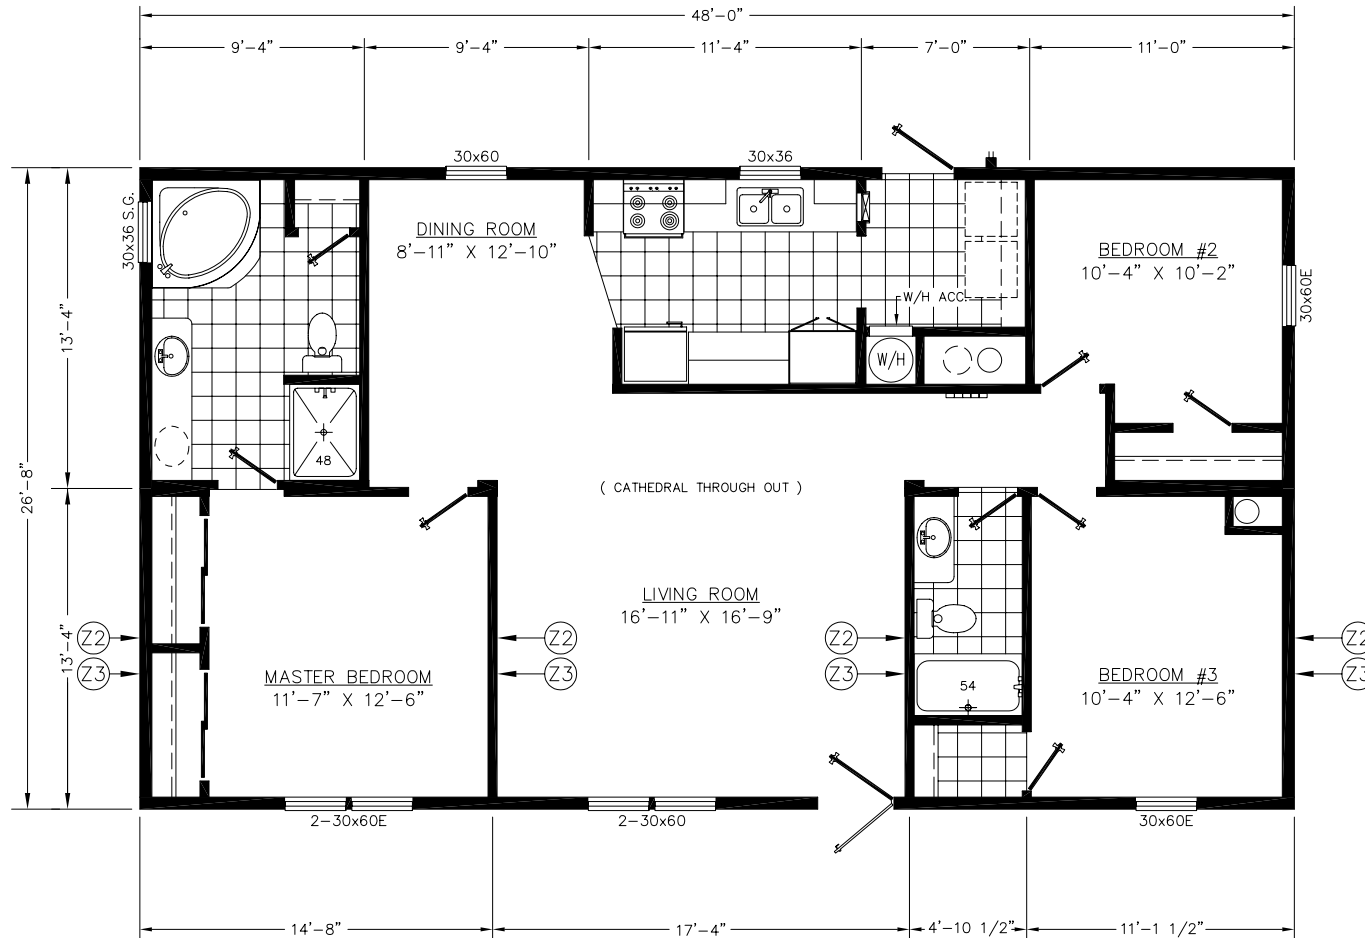 48'-0"
9'-4"
9'-4"
11'-4"
7'-0"
11'-0"
30x60
30x36
30x36 S.G.
DINING ROOM
8'-11" X 12'-10"
BEDROOM #2
10'-4" X 10'-2"
30x60E
W/H ACC.
W/H
13'-4"
26'-8"
48
( CATHEDRAL THROUGH OUT )
LIVING ROOM
16'-11" X 16'-9"
13'-4"
Z2
Z3
Z2
Z3
Z2
Z3
Z2
Z3
MASTER BEDROOM
11'-7" X 12'-6"
54
BEDROOM #3
10'-4" X 12'-6"
2-30x60E
2-30x60
30x60E
14'-8"
17'-4"
4'-10 1/2"
11'-1 1/2"